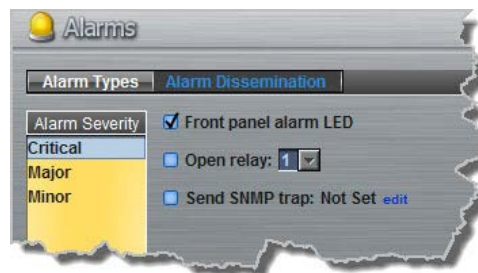 Alarms
Alarm Types Alarm Dissemination
Alarm Severity
Critical
Major
Minor
Front panel alarm LED
Open relay: 1
Send SNMP trap: Not Set edit